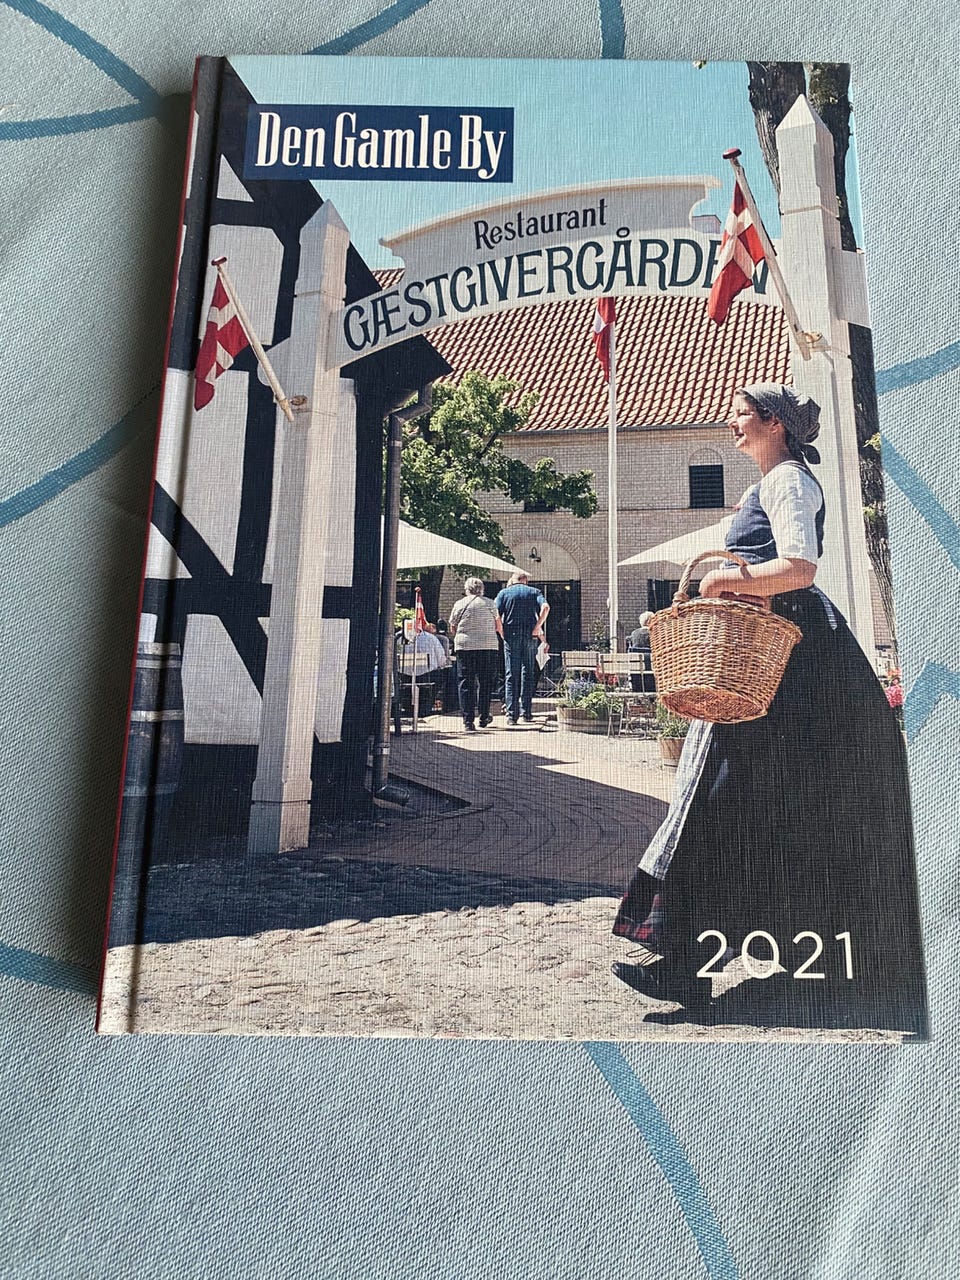 Den Gamle By
Restaurant
GÆSTGIVERGÅRDEN
2021